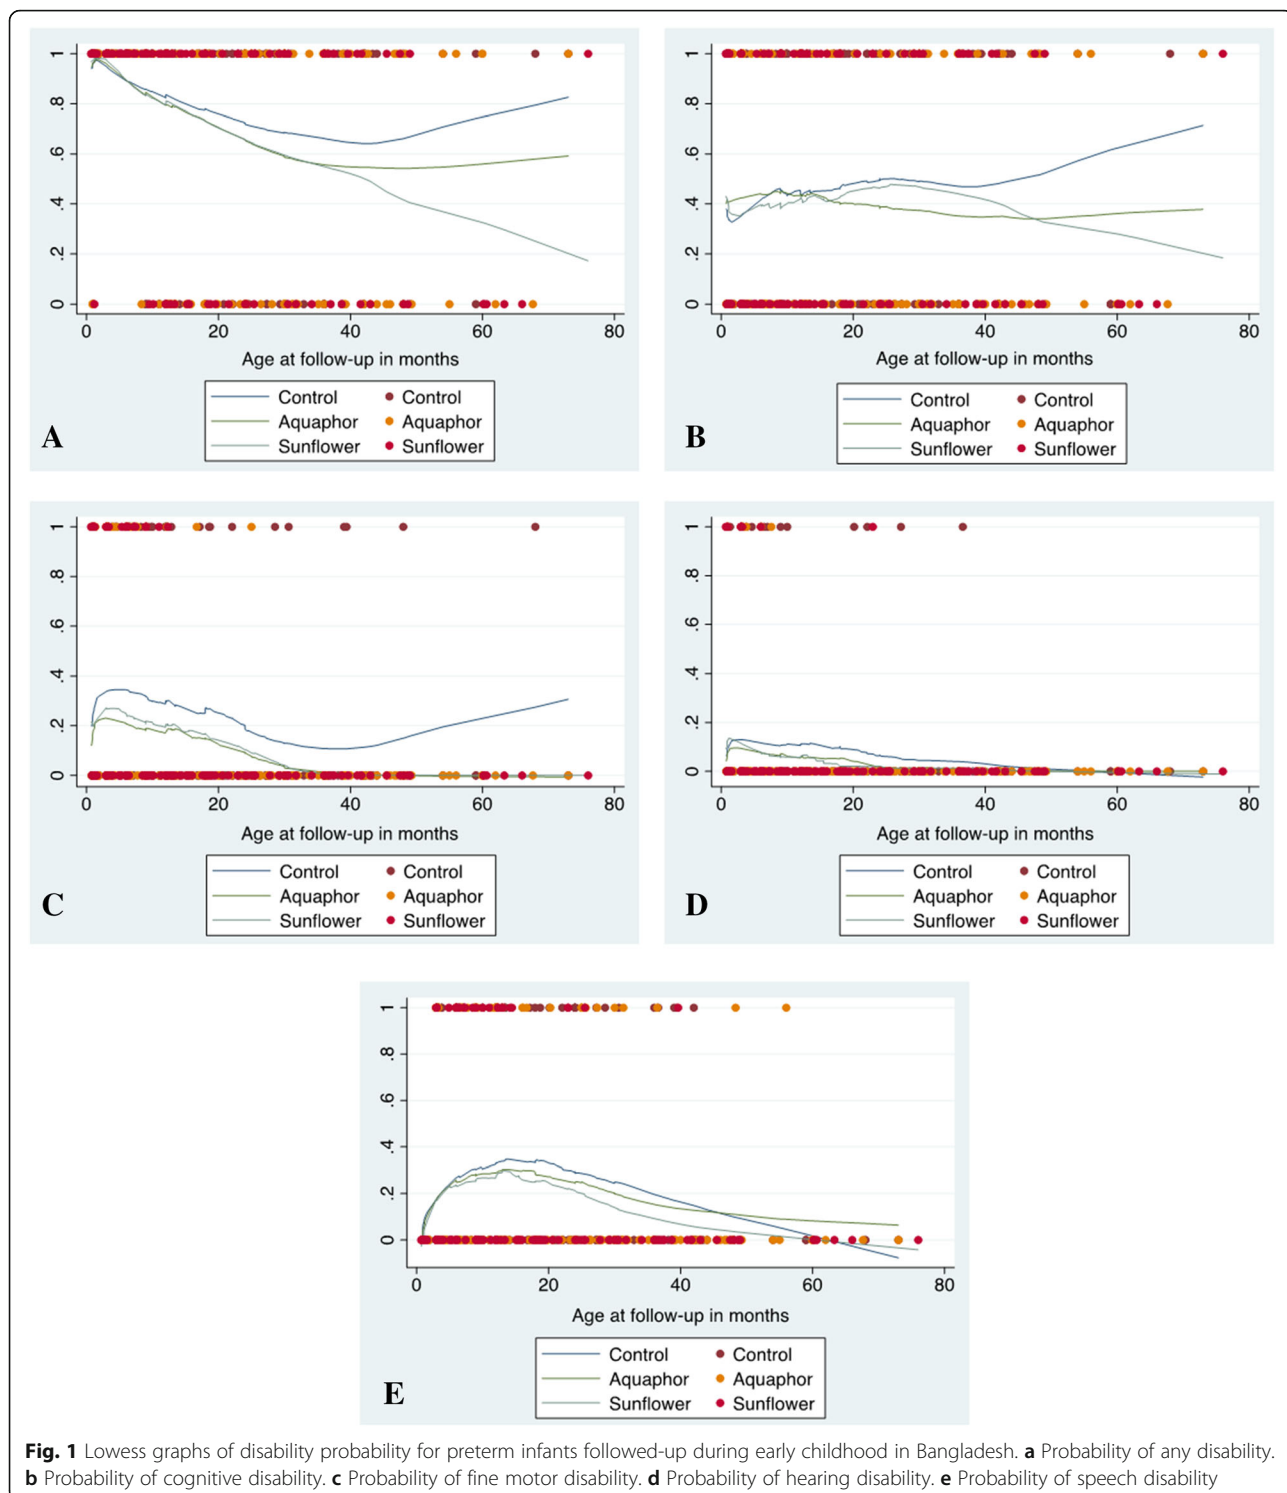 1
.8
.6
.4
.2
0
0 20 40 60 80
Age at follow-up in months
Control Control
Aquaphor Aquaphor
Sunflower Sunflower
A
1
.8
.6
.4
.2
0
0 20 40 60 80
Age at follow-up in months
Control Control
Aquaphor Aquaphor
Sunflower Sunflower
B
1
.8
.6
.4
.2
0
0 20 40 60 80
Age at follow-up in months
Control Control
Aquaphor Aquaphor
Sunflower Sunflower
C
1
.8
.6
.4
.2
0
0 20 40 60 80
Age at follow-up in months
Control Control
Aquaphor Aquaphor
Sunflower Sunflower
D
1
.8
.6
.4
.2
0
0 20 40 60 80
Age at follow-up in months
Control Control
Aquaphor Aquaphor
Sunflower Sunflower
E
Fig. 1 Lowess graphs of disability probability for preterm infants followed-up during early childhood in Bangladesh. a Probability of any disability.
b Probability of cognitive disability. c Probability of fine motor disability. d Probability of hearing disability. e Probability of speech disability